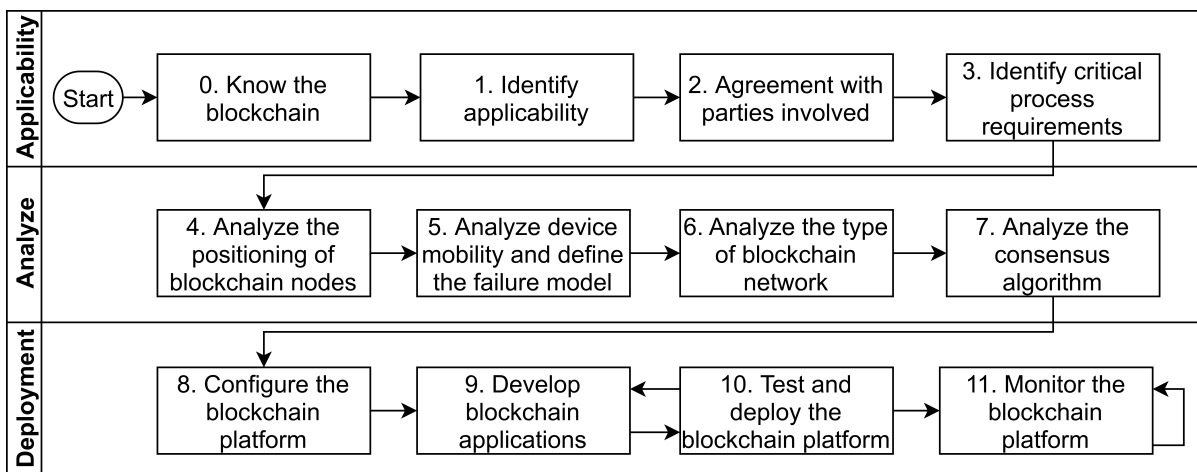 Applicability
Start
0. Know the
blockchain
1. Identify
applicability
2. Agreement with
parties involved
3. Identify critical
process
requirements
Analyze
4. Analyze the
positioning of
blockchain nodes
5. Analyze device
mobility and define
the failure model
6. Analyze the type
of blockchain
network
7. Analyze the
consensus
algorithm
Deployment
8. Configure the
blockchain
platform
9. Develop
blockchain
applications
10. Test and
deploy the
blockchain platform
11. Monitor the
blockchain
platform